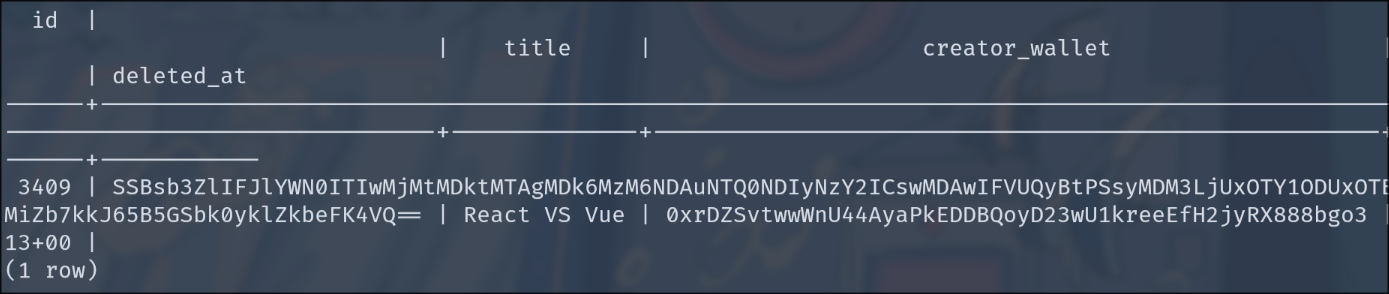 id |
| title | creator_wallet
| deleted_at
3409 | SSBsb3ZlIFJlYWN0ITIwMjMtMDktMTAgMDk6MzM6NDAuNTQ0NDIyNzY2ICswMDAwIFVUQyBtPSsyMDM3LjUxOTY1ODUxOTE
MiZb7kkJ65B5GSbk0yklZkbeFK4VQ== | React VS Vue | 0xrDZSvtwwWnU44AyaPkEDDBQoyD23wU1kreeEfH2jyRX888bgo3
13+00 |
(1 row)